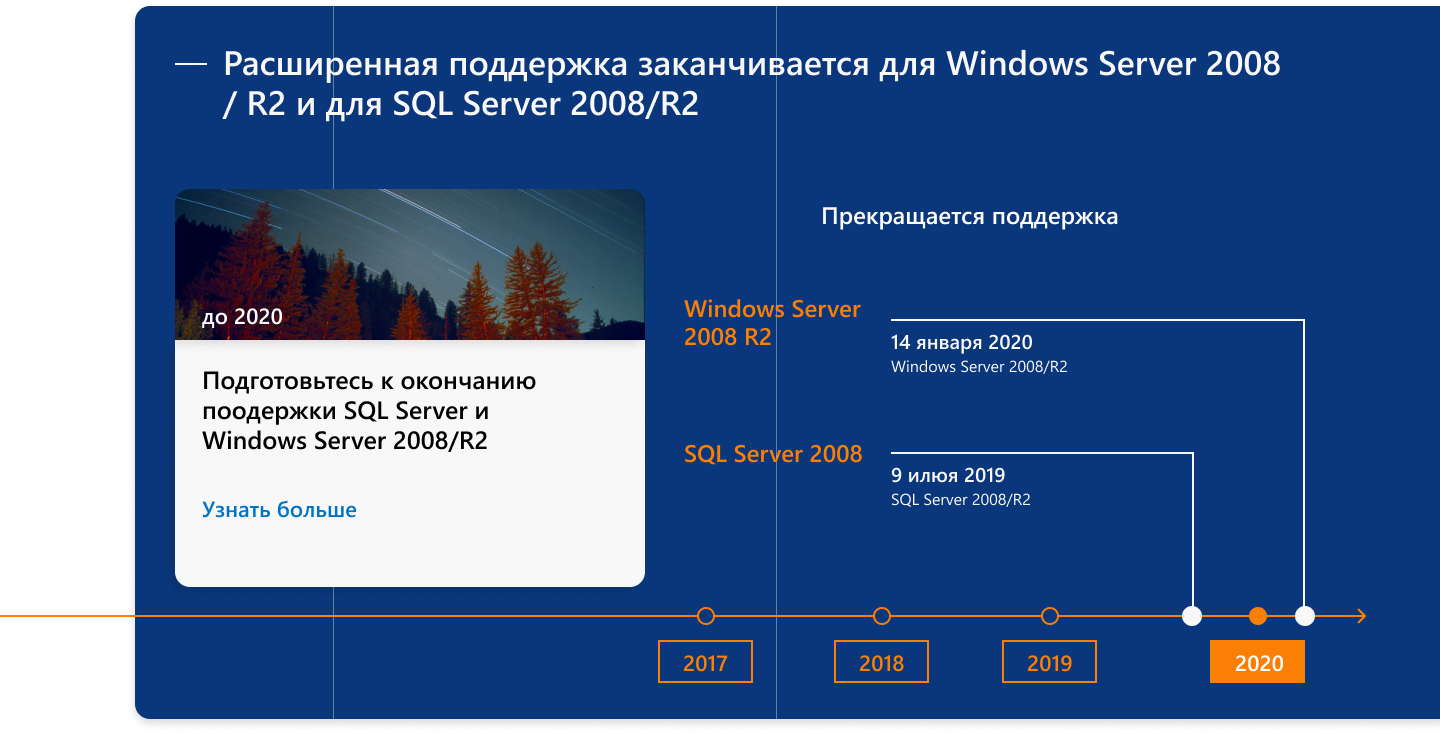 Расширенная поддержка заканчивается для Windows Server 2008
/ R2 и для SQL Server 2008/R2
до 2020
Подготовьтесь к окончанию
поодержки SQL Server и
Windows Server 2008/R2
Узнать больше
Прекращается поддержка
Windows Server
2008 R2
14 января 2020
Windows Server 2008/R2
SQL Server 2008
9 илюя 2019
SQL Server 2008/R2
2017
2018
2019
2020